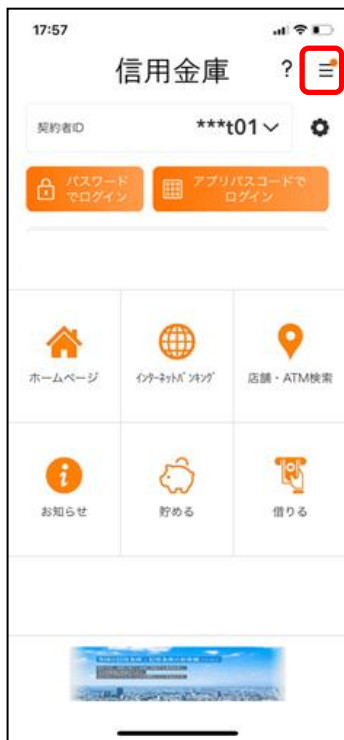 17:57
信用金庫 ?
契約者ID ***t01
パスワード
でログイン
アプリパスコードで
ログイン
ホームページ
インターネットバンキング
店舗・ATM検索
お知らせ
貯める
借りる